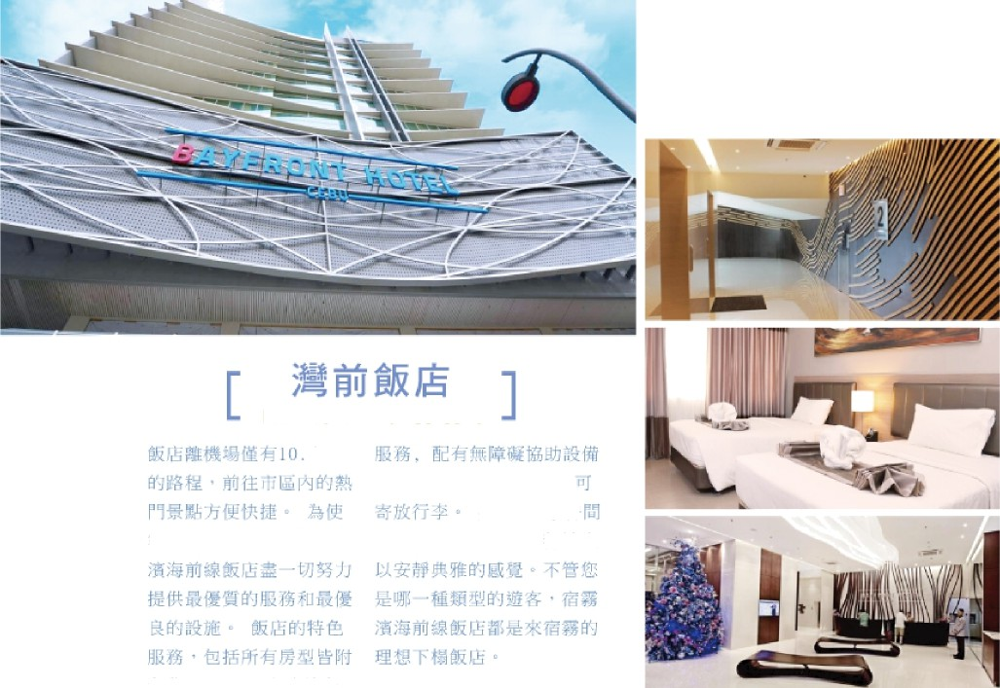 BAYFRONT HOTEL
CEBU
2
灣前飯店
飯店離機場僅有10.
的路程，前往市區內的熱
門景點方便快捷。 為使
濱海前線飯店盡一切努力
提供最優質的服務和最優
良的設施。 飯店的特色
服務，包括所有房型皆附
服務, 配有無障礙協助設備
可
寄放行李。
間
以安靜典雅的感覺。不管您
是哪一種類型的遊客，宿霧
濱海前線飯店都是來宿霧的
理想下榻飯店。